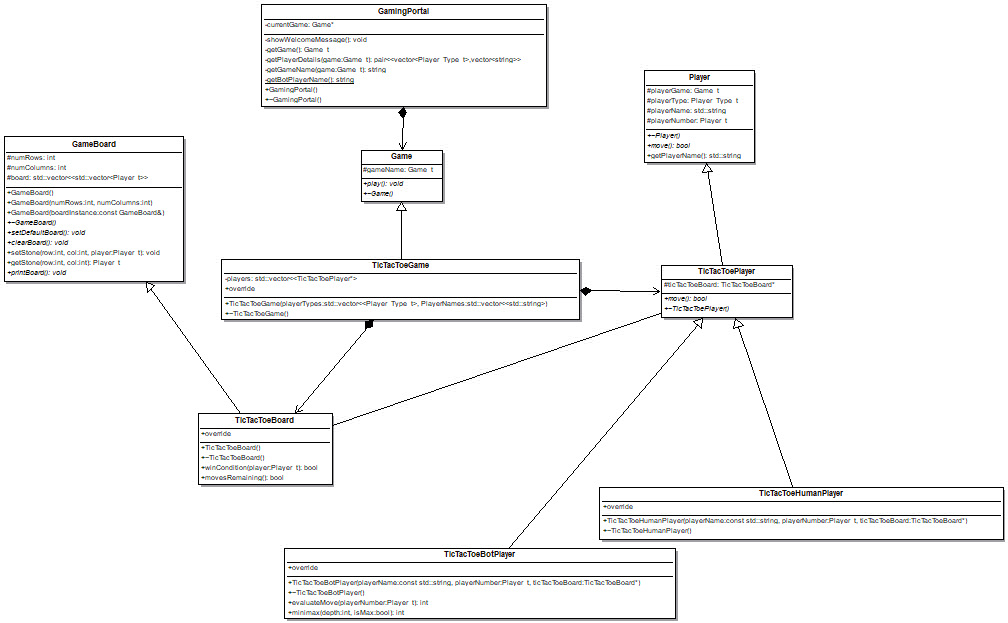 GamingPortal
-currentGame: Game*
-showWelcomeMessage(): void
-getGame(): Game_t
-getPlayerDetails(game:Game_t): pair<<vector<Player_Type_t>,vector<string>>
-getGameName(game:Game_t): string
-getBotPlayerName(): string
+GamingPortal()
+~GamingPortal()
Player
#playerGame: Game_t
#playerType: Player_Type_t
#playerName: std::string
#playerNumber: Player_t
+~Player()
+move(): bool
+getPlayerName(): std::string
GameBoard
#numRows: int
#numColumns: int
#board: std::vector<<std::vector<Player_t>>
+GameBoard()
+GameBoard(numRows:int, numColumns:int)
+GameBoard(boardInstance:const GameBoard&)
+~GameBoard()
+setDefaultBoard(): void
+clearBoard(): void
+setStone(row:int, col:int, player:Player_t): void
+getStone(row:int, col:int): Player_t
+printBoard(): void
Game
#gameName: Game_t
+play(): void
+~Game()
TicTacToeGame
-players: std::vector<<TicTacToePlayer*>
+override
+TicTacToeGame(playerTypes:std::vector<<Player_Type_t>, PlayerNames:std::vector<<std::string>)
+~TicTacToeGame()
TicTacToePlayer
#ticTacToeBoard: TicTacToeBoard*
+move(): bool
+~TicTacToePlayer()
TicTacToeBoard
+override
+TicTacToeBoard()
+~TicTacToeBoard()
+winCondition(player:Player_t): bool
+movesRemaining(): bool
TicTacToeHumanPlayer
+override
+TicTacToeHumanPlayer(playerName:const std::string, playerNumber:Player_t, ticTacToeBoard:TicTacToeBoard*)
+~TicTacToeHumanPlayer()
TicTacToeBotPlayer
+override
+TicTacToeBotPlayer(playerName:const std::string, playerNumber:Player_t, ticTacToeBoard:TicTacToeBoard*)
+~TicTacToeBotPlayer()
+evaluateMove(playerNumber:Player_t): int
+minimax(depth:int, isMax:bool): int